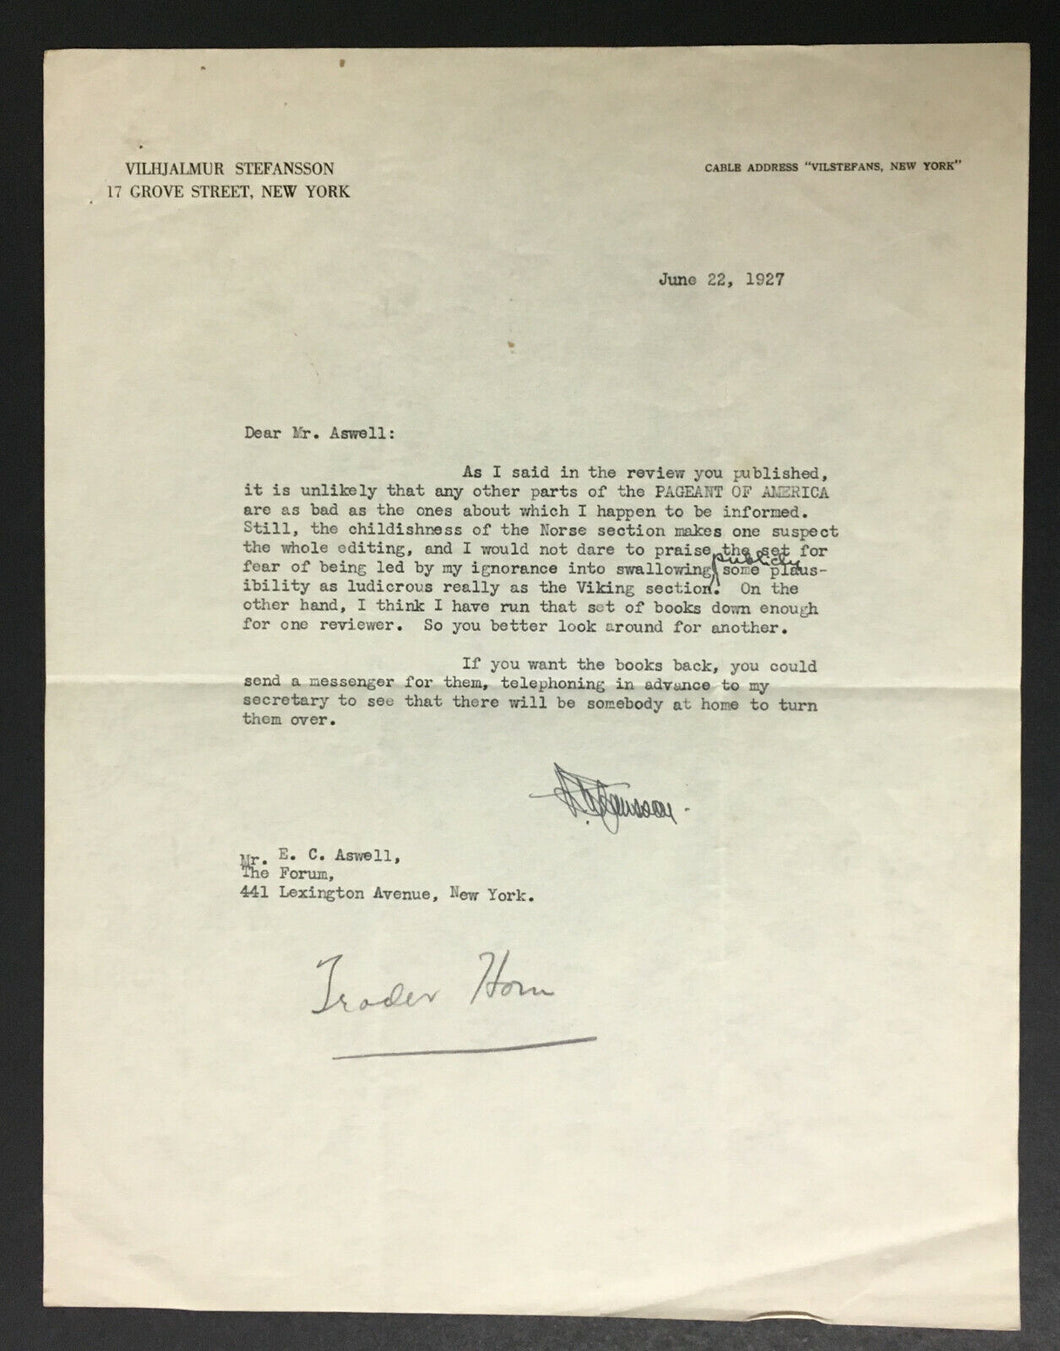 VILHJALMUR STEFANSSON
17 GROVE STREET, NEW YORK
CABLE ADDRESS "VILSTEFANS, NEW YORK"
June 22, 1927
Dear Mr. Aswell:
As I said in the review you published,
it is unlikely that any other parts of the PAGEANT OF AMERICA
are as bad as the ones about which I happen to be informed.
Still, the childishness of the Norse section makes one suspect
the whole editing, and I would not dare to praise the set for
publicly
fear of being led by my ignorance into swallowing some plaus-
ibility as ludicrous really as the Viking section. On the
other hand, I think I have run that set of books down enough
for one reviewer. So you better look around for another.
If you want the books back, you could
send a messenger for them, telephoning in advance to my
secretary to see that there will be somebody at home to turn
them over.
V. Stefansson
Mr. E. C. Aswell,
The Forum,
441 Lexington Avenue, New York.
Trader Horn